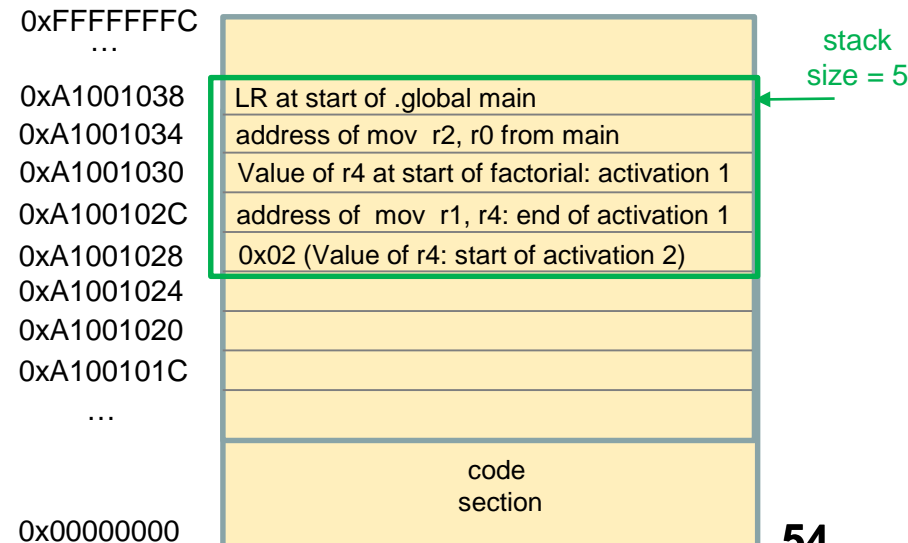 0xFFFFFFFC
…
stack
size = 5
0xA1001038 LR at start of .global main
0xA1001034 address of mov r2, r0 from main
0xA1001030 Value of r4 at start of factorial: activation 1
0xA100102C address of mov r1, r4: end of activation 1
0xA1001028 0x02 (Value of r4: start of activation 2)
0xA1001024
0xA1001020
0xA100101C
…
code
section
0x00000000
54